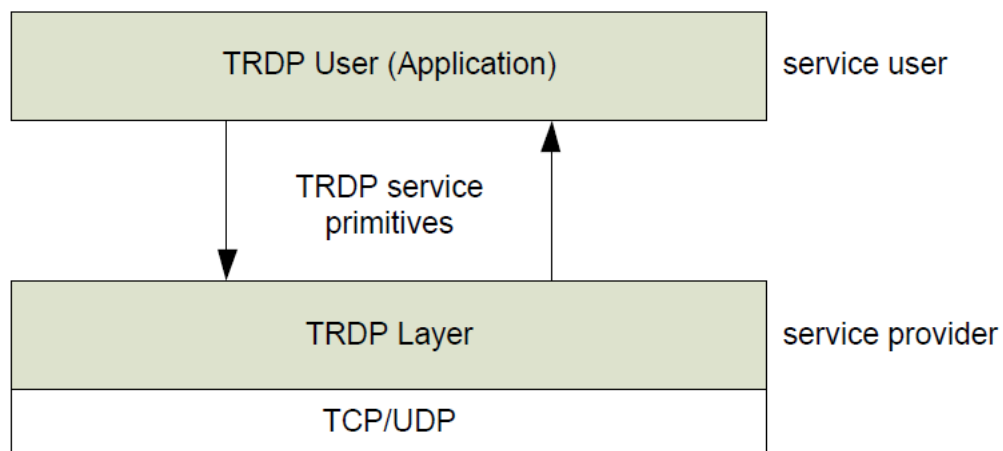 TRDP User (Application)
service user
TRDP service
primitives
TRDP Layer
service provider
TCP/UDP